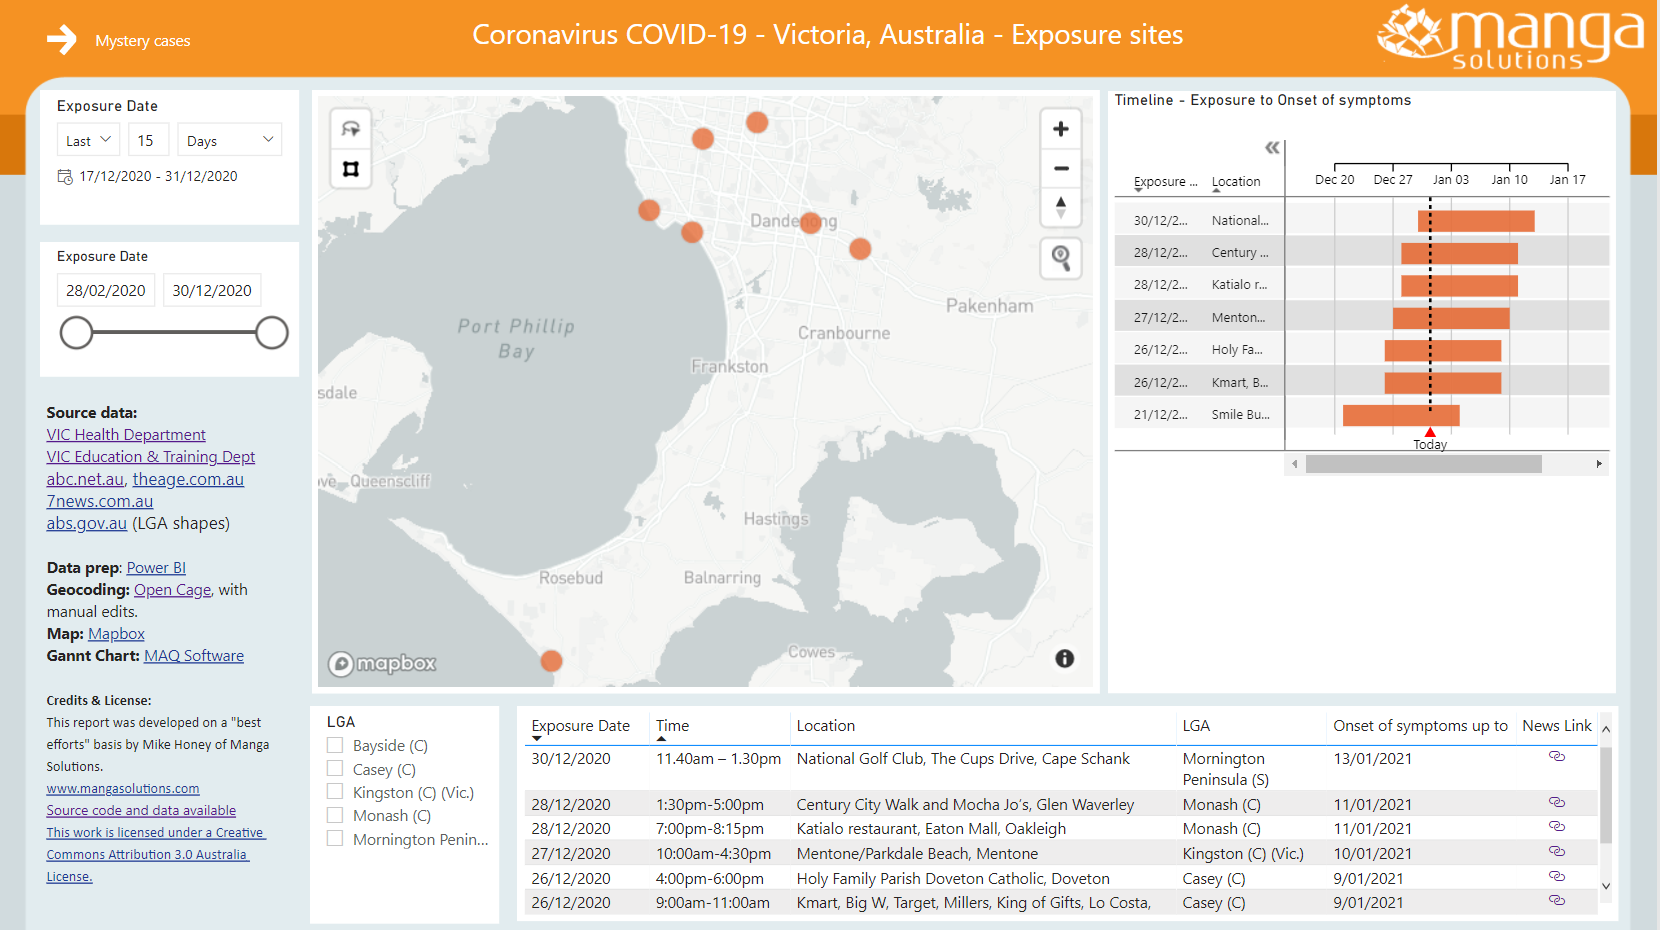 Mystery cases
Coronavirus COVID-19 - Victoria, Australia - Exposure sites
manga
solutions
Exposure Date
Last 15 Days
17/12/2020 - 31/12/2020
Exposure Date
28/02/2020 30/12/2020
Source data:
VIC Health Department
VIC Education & Training Dept
abc.net.au, theage.com.au
7news.com.au
abs.gov.au (LGA shapes)
Data prep: Power BI
Geocoding: Open Cage, with
manual edits.
Map: Mapbox
Gannt Chart: MAQ Software
Credits & License:
This report was developed on a "best
efforts" basis by Mike Honey of Manga
Solutions.
www.mangasolutions.com
Source code and data available
This work is licensed under a Creative
Commons Attribution 3.0 Australia
License.
Dandenong
Pakenham
Port Phillip
Bay
Cranbourne
Frankston
sdale
ove Queenscliff
Hastings
Rosebud
Balnarring
Cowes
mapbox
Timeline - Exposure to Onset of symptoms
Exposure ... Location Dec 20 Dec 27 Jan 03 Jan 10 Jan 17
30/12/2... National...
28/12/2... Century ...
28/12/2... Katialo r...
27/12/2... Menton...
26/12/2... Holy Fa...
26/12/2... Kmart, B...
21/12/2... Smile Bu...
Today
LGA
Bayside (C)
Casey (C)
Kingston (C) (Vic.)
Monash (C)
Mornington Penin...
Exposure Date Time Location LGA Onset of symptoms up to News Link
30/12/2020 11.40am – 1.30pm National Golf Club, The Cups Drive, Cape Schank Mornington 13/01/2021
Peninsula (S)
28/12/2020 1:30pm-5:00pm Century City Walk and Mocha Jo's, Glen Waverley Monash (C) 11/01/2021
28/12/2020 7:00pm-8:15pm Katialo restaurant, Eaton Mall, Oakleigh Monash (C) 11/01/2021
27/12/2020 10:00am-4:30pm Mentone/Parkdale Beach, Mentone Kingston (C) (Vic.) 10/01/2021
26/12/2020 4:00pm-6:00pm Holy Family Parish Doveton Catholic, Doveton Casey (C) 9/01/2021
26/12/2020 9:00am-11:00am Kmart, Big W, Target, Millers, King of Gifts, Lo Costa, Casey (C) 9/01/2021